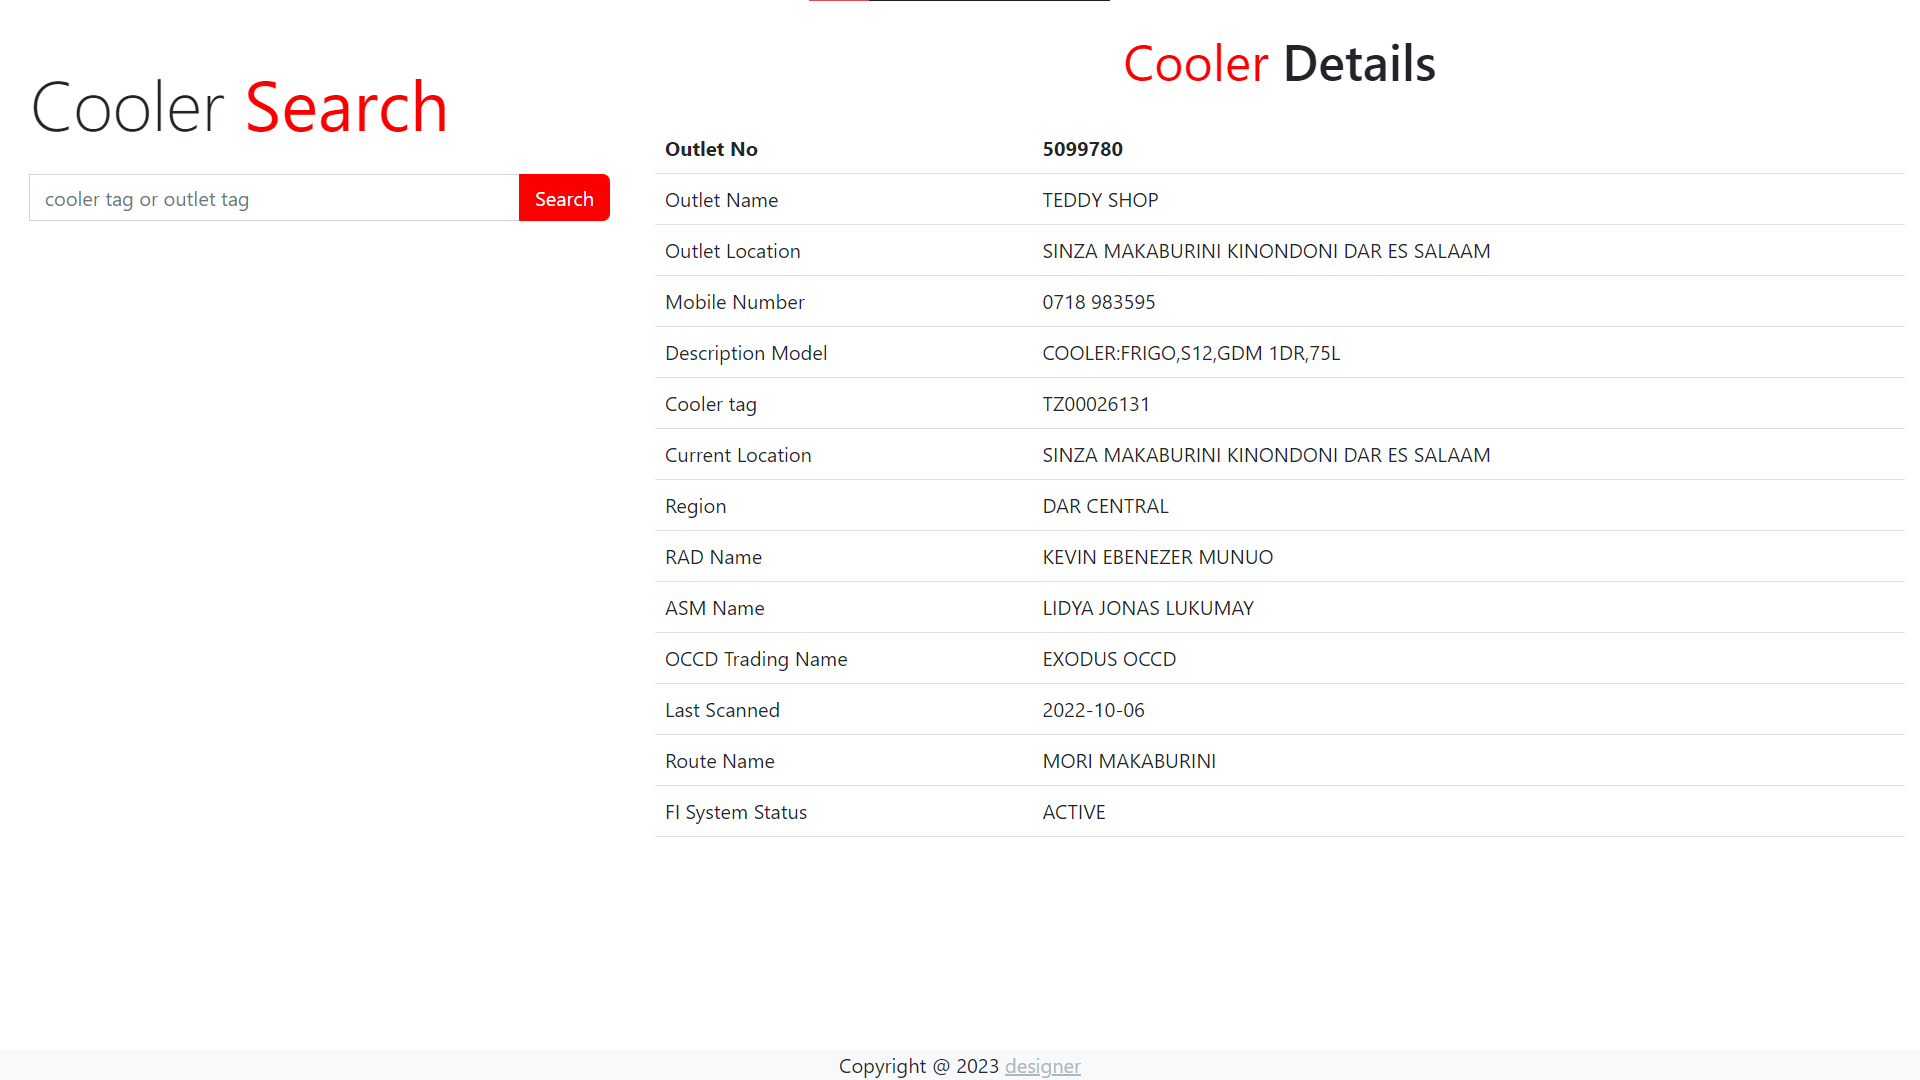 Cooler Search
cooler tag or outlet tag Search
Cooler Details
Outlet No 5099780
Outlet Name TEDDY SHOP
Outlet Location SINZA MAKABURINI KINONDONI DAR ES SALAAM
Mobile Number 0718 983595
Description Model COOLER:FRIGO,S12,GDM 1DR,75L
Cooler tag TZ00026131
Current Location SINZA MAKABURINI KINONDONI DAR ES SALAAM
Region DAR CENTRAL
RAD Name KEVIN EBENEZER MUNUO
ASM Name LIDYA JONAS LUKUMAY
OCCD Trading Name EXODUS OCCD
Last Scanned 2022-10-06
Route Name MORI MAKABURINI
FI System Status ACTIVE
Copyright @ 2023 designer